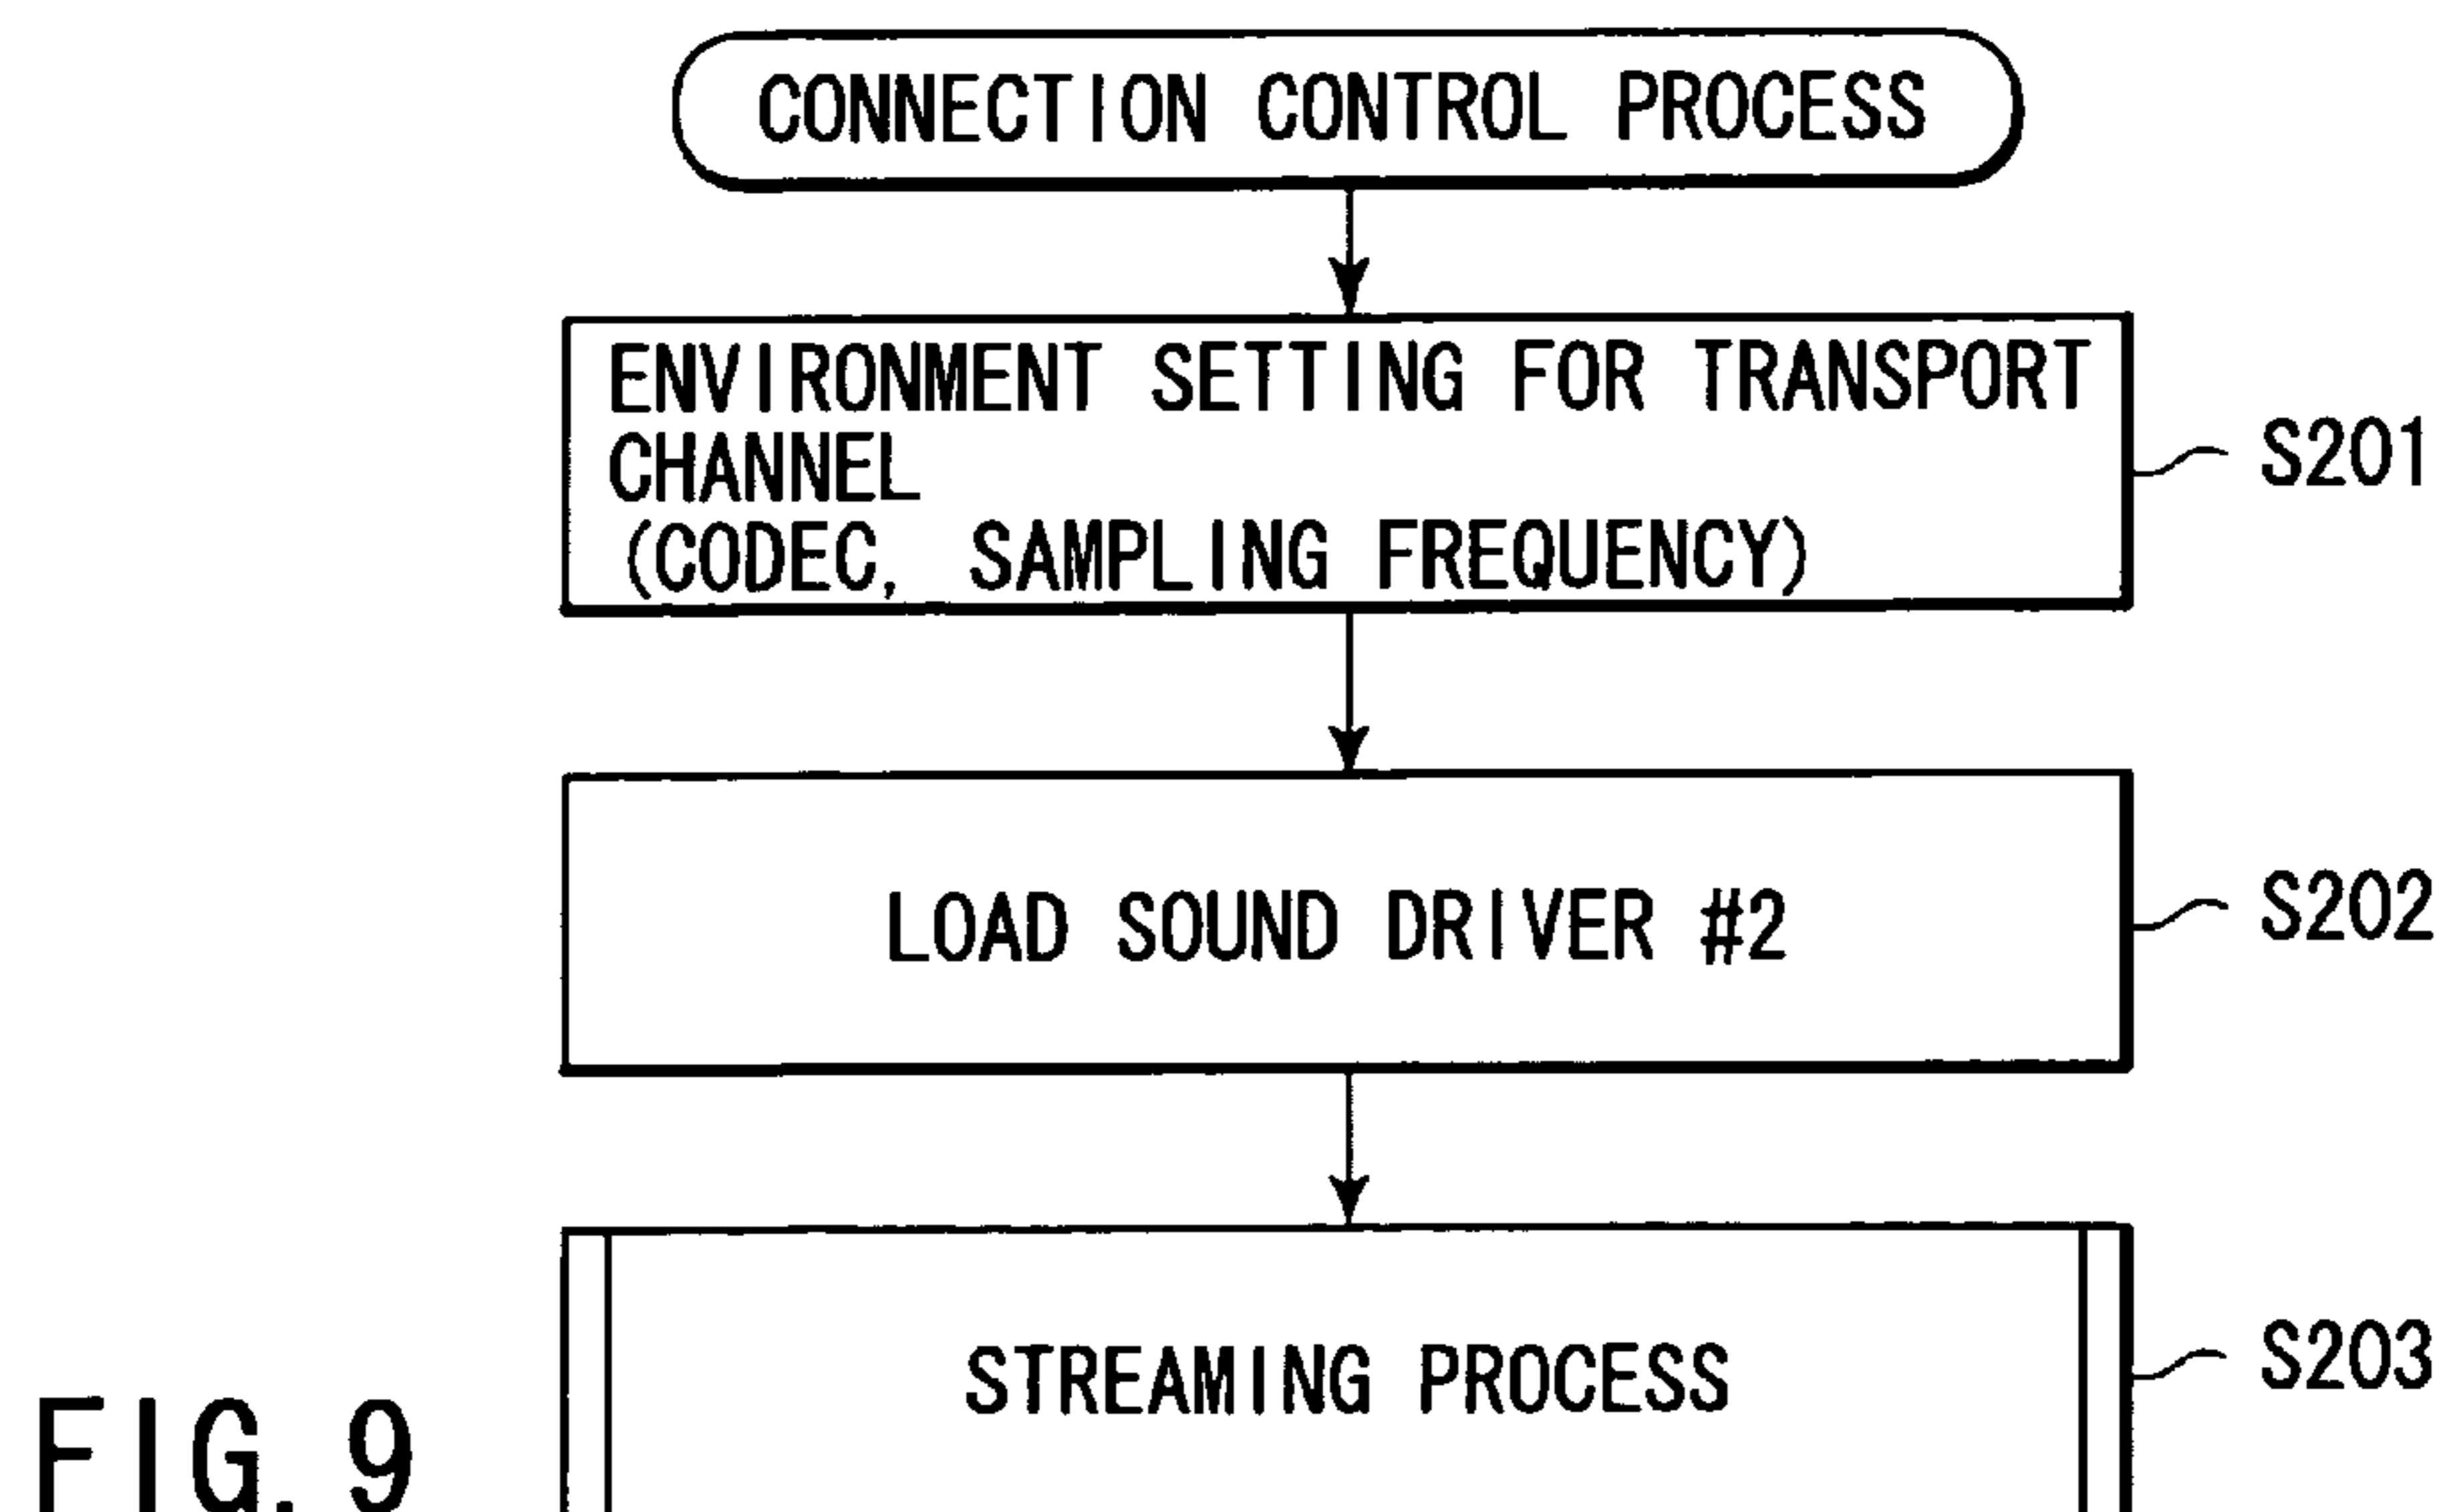 CONNECTION CONTROL PROCESS
ENVIRONMENT SETTING FOR TRANSPORT
CHANNEL
(CODEC, SAMPLING FREQUENCY)
S201
LOAD SOUND DRIVER #2
S202
STREAMING PROCESS
S203
FIG. 9